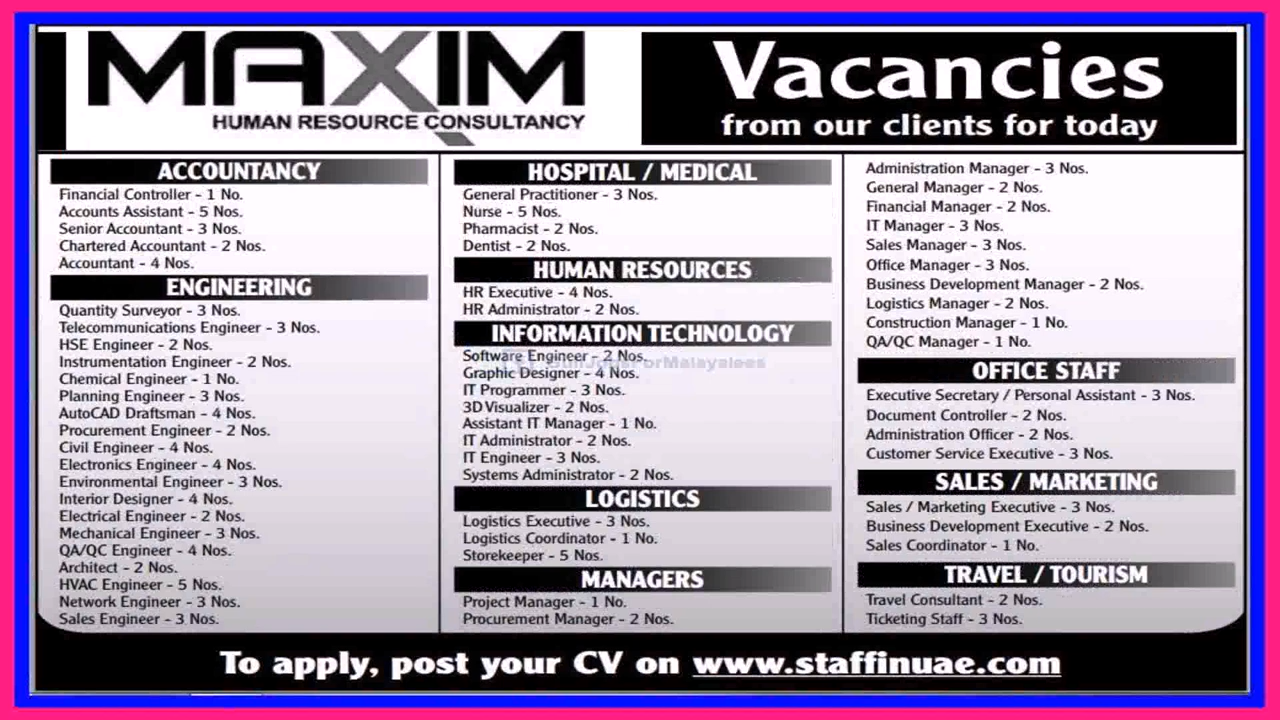 MAXIM
HUMAN RESOURCE CONSULTANCY
Vacancies
from our clients for today
ACCOUNTANCY
Financial Controller - 1 No.
Accounts Assistant - 5 Nos.
Senior Accountant - 3 Nos.
Chartered Accountant - 2 Nos.
Accountant - 4 Nos.
ENGINEERING
Quantity Surveyor - 3 Nos.
Telecommunications Engineer - 3 Nos.
HSE Engineer - 2 Nos.
Instrumentation Engineer - 2 Nos.
Chemical Engineer - 1 No.
Planning Engineer - 3 Nos.
AutoCAD Draftsman - 4 Nos.
Procurement Engineer - 2 Nos.
Civil Engineer - 4 Nos.
Electronics Engineer - 4 Nos.
Environmental Engineer - 3 Nos.
Interior Designer - 4 Nos.
Electrical Engineer - 2 Nos.
Mechanical Engineer - 3 Nos.
QA/QC Engineer - 4 Nos.
Architect - 2 Nos.
HVAC Engineer - 5 Nos.
Network Engineer - 3 Nos.
Sales Engineer - 3 Nos.
HOSPITAL / MEDICAL
General Practitioner - 3 Nos.
Nurse - 5 Nos.
Pharmacist - 2 Nos.
Dentist - 2 Nos.
HUMAN RESOURCES
HR Executive - 4 Nos.
HR Administrator - 2 Nos.
INFORMATION TECHNOLOGY
Software Engineer - 2 Nos.
GulfJobsForMalayalees
Graphic Designer - 4 Nos.
IT Programmer - 3 Nos.
3D Visualizer - 2 Nos.
Assistant IT Manager - 1 No.
IT Administrator - 2 Nos.
IT Engineer - 3 Nos.
Systems Administrator - 2 Nos.
LOGISTICS
Logistics Executive - 3 Nos.
Logistics Coordinator - 1 No.
Storekeeper - 5 Nos.
MANAGERS
Project Manager - 1 No.
Procurement Manager - 2 Nos.
Administration Manager - 3 Nos.
General Manager - 2 Nos.
Financial Manager - 2 Nos.
IT Manager - 3 Nos.
Sales Manager - 3 Nos.
Office Manager - 3 Nos.
Business Development Manager - 2 Nos.
Logistics Manager - 2 Nos.
Construction Manager - 1 No.
QA/QC Manager - 1 No.
OFFICE STAFF
Executive Secretary / Personal Assistant - 3 Nos.
Document Controller - 2 Nos.
Administration Officer - 2 Nos.
Customer Service Executive - 3 Nos.
SALES / MARKETING
Sales / Marketing Executive - 3 Nos.
Business Development Executive - 2 Nos.
Sales Coordinator - 1 No.
TRAVEL / TOURISM
Travel Consultant - 2 Nos.
Ticketing Staff - 3 Nos.
To apply, post your CV on www.staffinuae.com